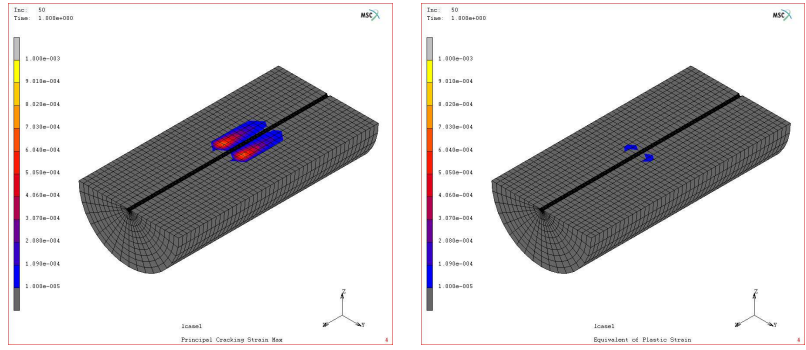 Inc: 50
Time: 1.000e+000
MSC
1.000e-003
9.010e-004
8.020e-004
7.030e-004
6.040e-004
5.050e-004
4.060e-004
3.070e-004
2.080e-004
1.090e-004
1.000e-005
lcase1
Principal Cracking Strain Max
Z
X
Y
4
Inc: 50
Time: 1.000e+000
MSC
1.000e-003
9.010e-004
8.020e-004
7.030e-004
6.040e-004
5.050e-004
4.060e-004
3.070e-004
2.080e-004
1.090e-004
1.000e-005
lcase1
Equivalent of Plastic Strain
Z
X
Y
4